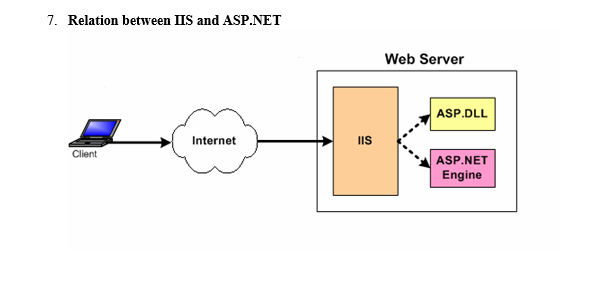 7. Relation between IIS and ASP.NET
Web Server
Client
Internet
IIS
ASP.DLL
ASP.NET
Engine